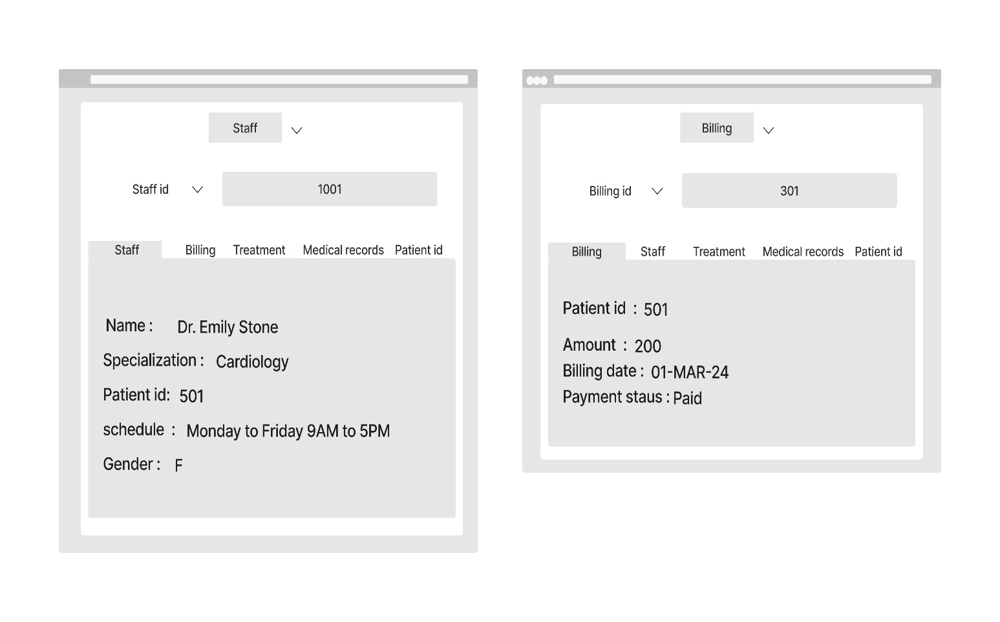 Staff
Staff id 1001
Staff Billing Treatment Medical records Patient id
Name : Dr. Emily Stone
Specialization : Cardiology
Patient id: 501
schedule : Monday to Friday 9AM to 5PM
Gender : F
Billing
Billing id 301
Billing Staff Treatment Medical records Patient id
Patient id : 501
Amount : 200
Billing date : 01-MAR-24
Payment staus : Paid